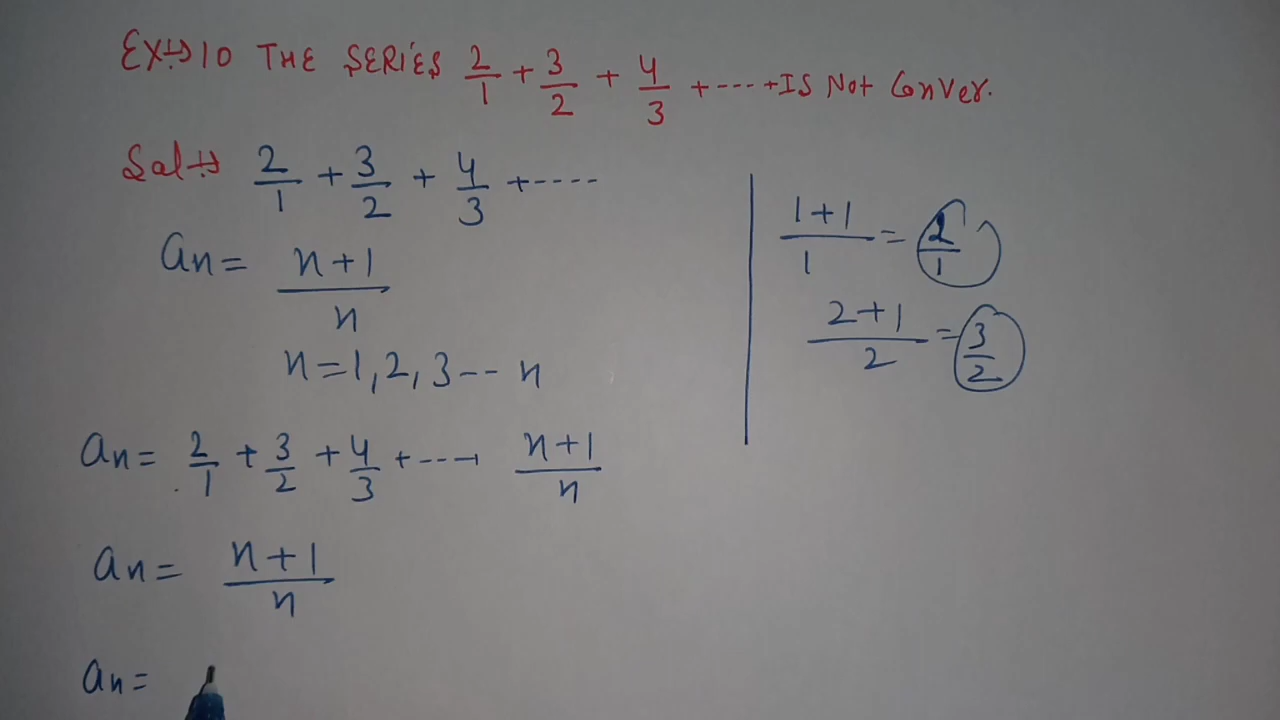 Ex:→10 THE SERIES 2/1 + 3/2 + 4/3 +----+IS Not Conver.
Sol:→ 2/1 + 3/2 + 4/3 +----
an = n+1/n
n=1,2,3-- n
an = 2/1 + 3/2 + 4/3 +---+ n+1/n
an = n+1/n
an =
1+1/1 = 2/1
2+1/2 = 3/2